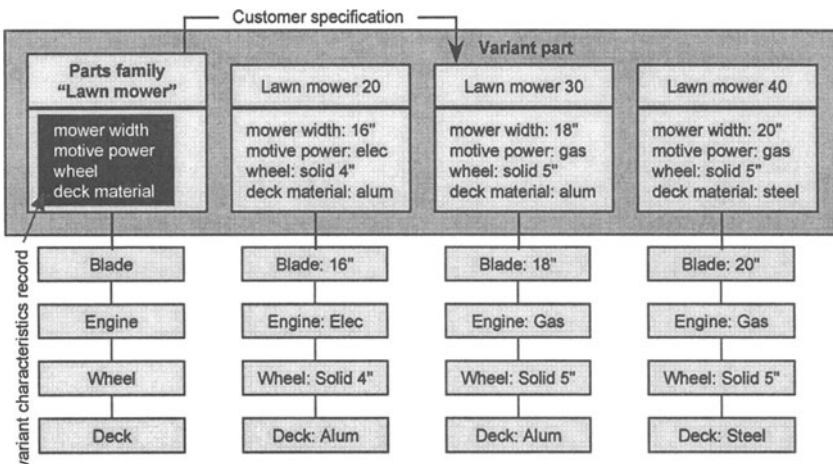 Customer specification
Variant part
Parts family
“Lawn mower”
mower width
motive power
wheel
deck material
Lawn mower 20
mower width: 16"
motive power: elec
wheel: solid 4"
deck material: alum
Lawn mower 30
mower width: 18"
motive power: gas
wheel: solid 5"
deck material: alum
Lawn mower 40
mower width: 20"
motive power: gas
wheel: solid 5"
deck material: steel
variant characteristics record
Blade
Engine
Wheel
Deck
Blade: 16"
Engine: Elec
Wheel: Solid 4"
Deck: Alum
Blade: 18"
Engine: Gas
Wheel: Solid 5"
Deck: Alum
Blade: 20"
Engine: Gas
Wheel: Solid 5"
Deck: Steel